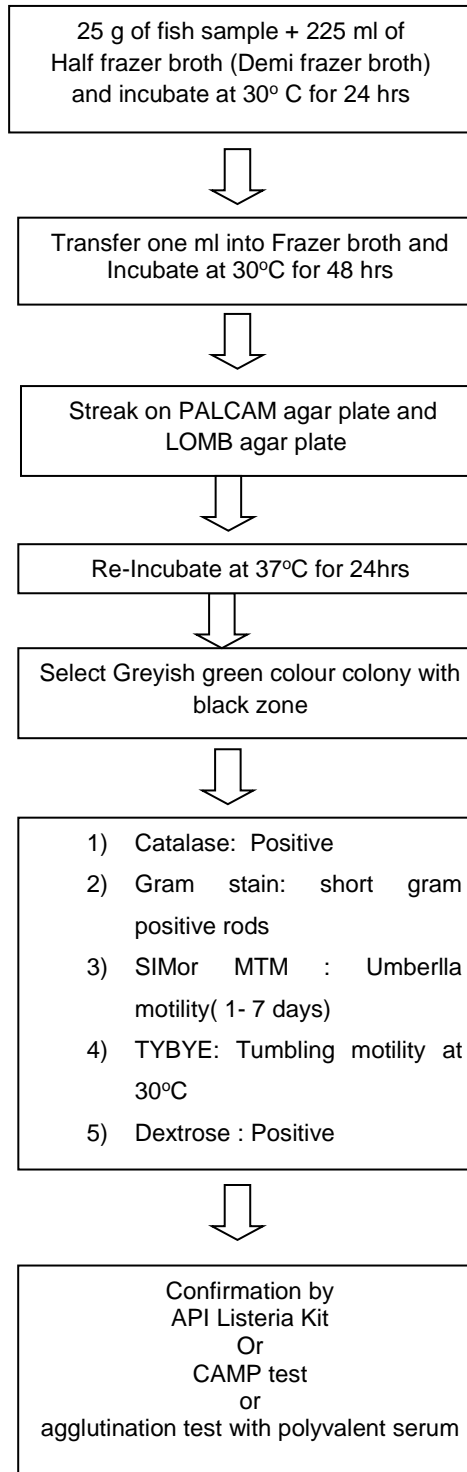 25 g of fish sample + 225 ml of
Half frazer broth (Demi frazer broth)
and incubate at 30º C for 24 hrs
Transfer one ml into Frazer broth and
Incubate at 30ºC for 48 hrs
Streak on PALCAM agar plate and
LOMB agar plate
Re-Incubate at 37ºC for 24hrs
Select Greyish green colour colony with
black zone
1) Catalase: Positive
2) Gram stain: short gram
positive rods
3) SIMor MTM : Umberlla
motility( 1- 7 days)
4) TYBYE: Tumbling motility at
30ºC
5) Dextrose : Positive
Confirmation by
API Listeria Kit
Or
CAMP test
or
agglutination test with polyvalent serum